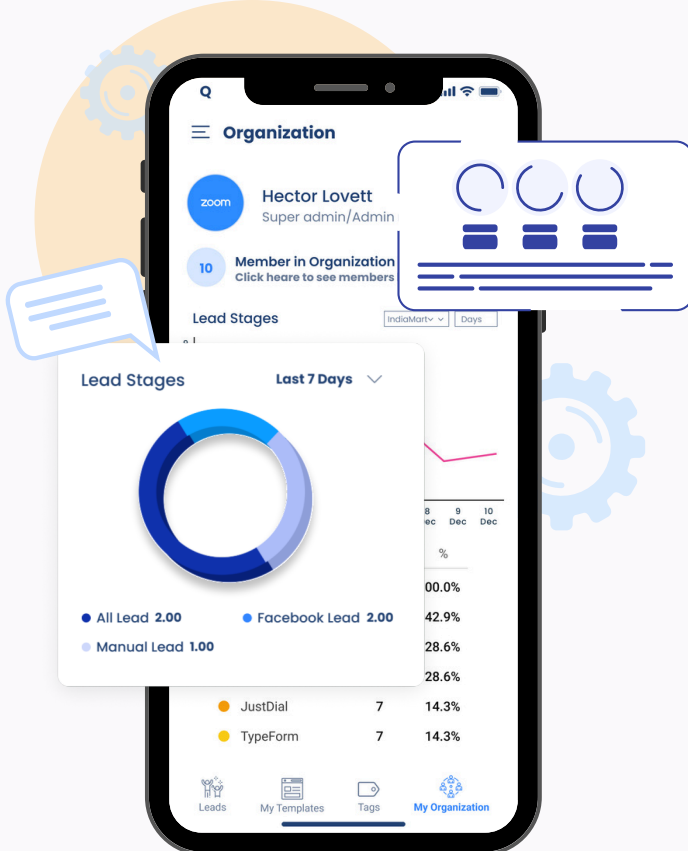 Organization
zoom
Hector Lovett
Super admin/Admin
10
Member in Organization
Click heare to see members
Lead Stages
IndiaMart
Days
Lead Stages
Last 7 Days
All Lead 2.00
Facebook Lead 2.00
Manual Lead 1.00
8 9 10
Dec Dec
%
00.0%
42.9%
28.6%
28.6%
JustDial 7 14.3%
TypeForm 7 14.3%
Leads My Templates Tags My Organization